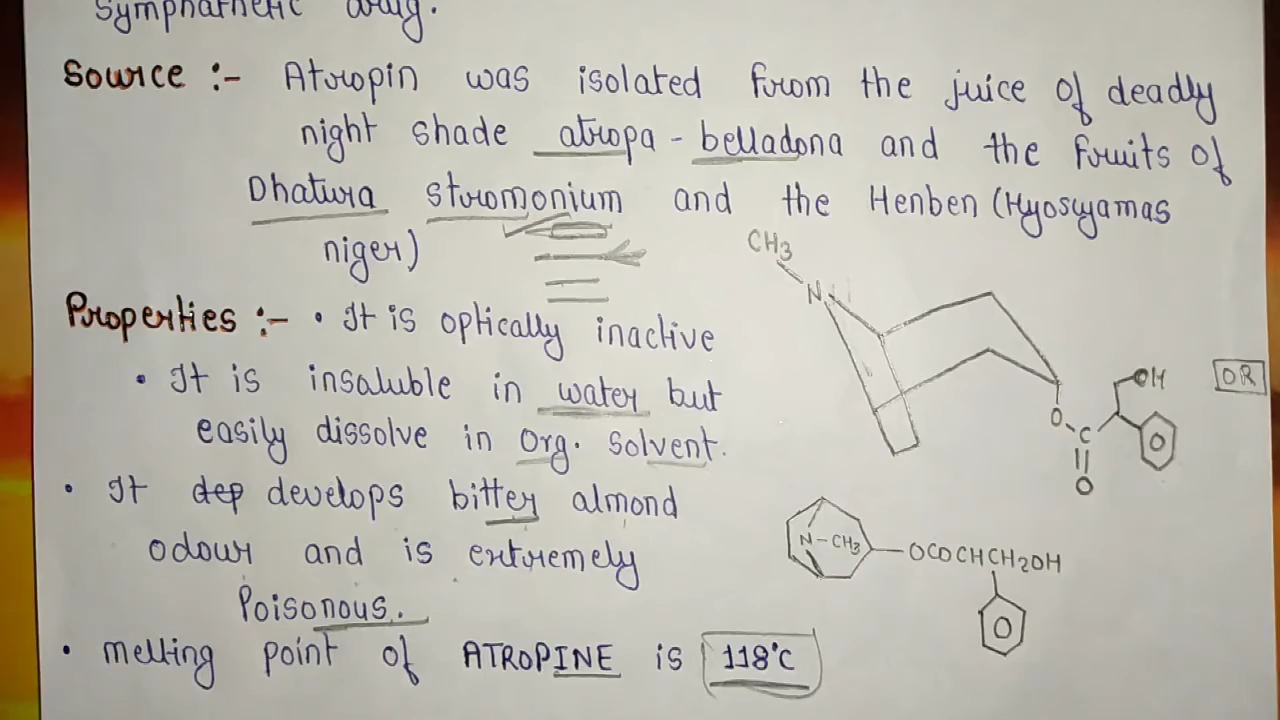 Symphathetic drug.
Source :- Atropin was isolated from the juice of deadly
night shade atropa - belladona and the fruits of
Dhatura stromonium and the Henben (Hyosyamas
niger)
Properties :- • It is optically inactive
• It is insaluble in water but
easily dissolve in org. solvent.
• It dep develops bitter almond
odour and is extremely
Poisonous.
• melting point of ATROPINE is 118°C
CH3
N
OH
OR
O
C
O
O
N-CH3
OCOCHCH2OH
O